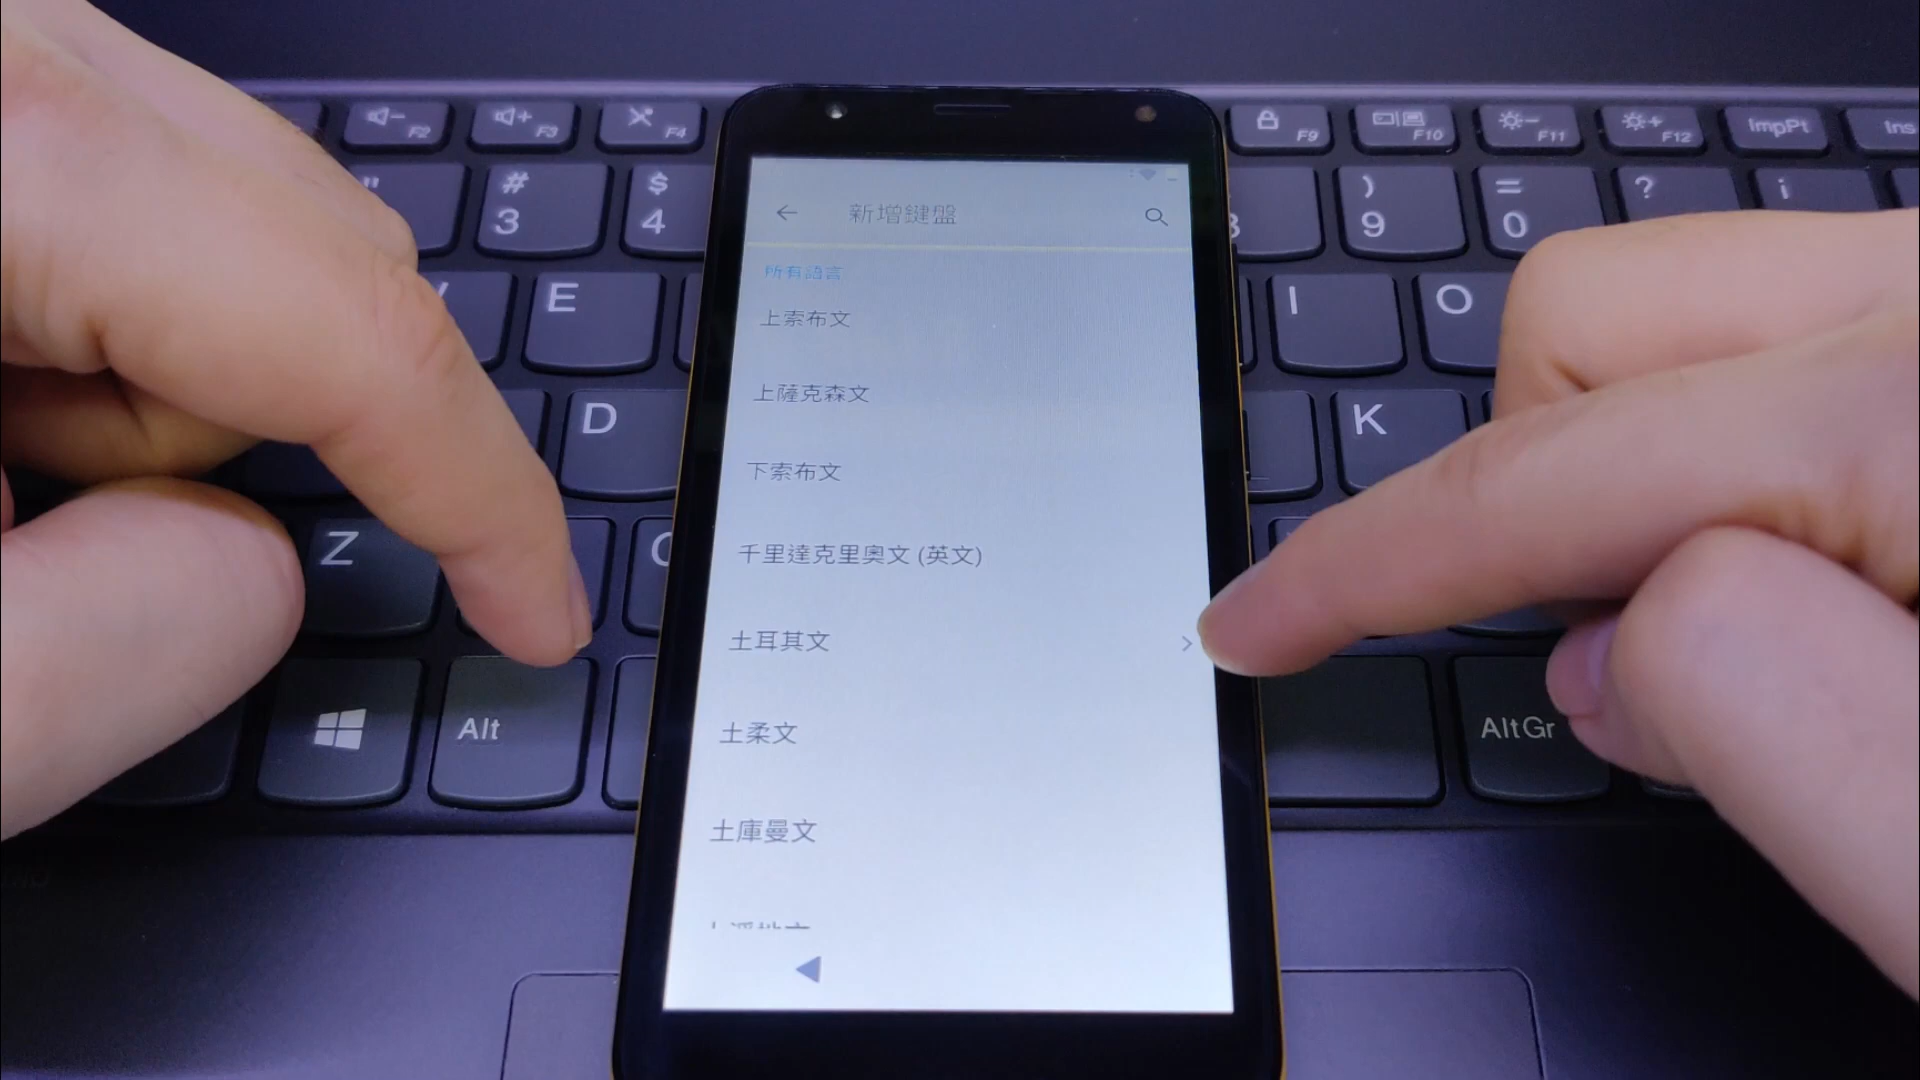 F2
F3
F4
F9
F10
F11
F12
ImpPt
Ins
"
#
3
$
4
)
9
=
0
?
¡
新增鍵盤
所有語言
上索布文
上薩克森文
下索布文
千里達克里奧文 (英文)
土耳其文
土柔文
土庫曼文
E
I
O
D
K
Z
Alt
AltGr